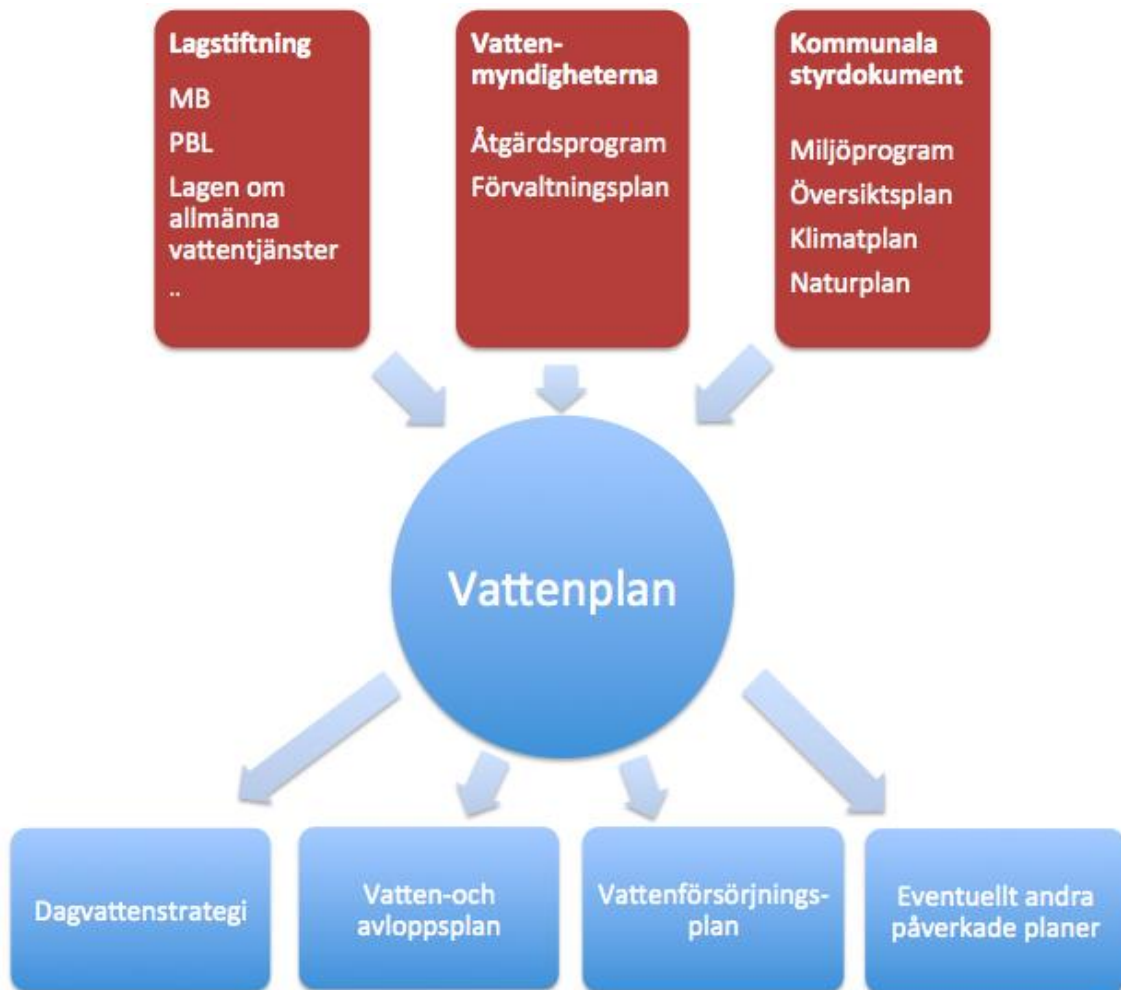 Lagstiftning
MB
PBL
Lagen om
allmänna
vattentjänster
..
Vatten-
myndigheterna
Åtgärdsprogram
Förvaltningsplan
Kommunala
styrdokument
Miljöprogram
Översiktsplan
Klimatplan
Naturplan
Vattenplan
Dagvattenstrategi
Vatten-och
avloppsplan
Vattenförsörjnings-
plan
Eventuellt andra
påverkade planer